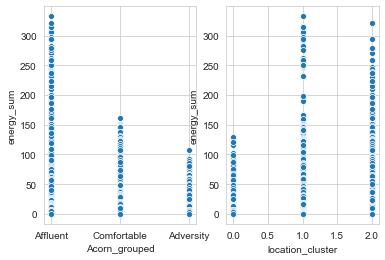 300
250
200
150
100
50
0
energy_sum
Affluent Comfortable Adversity
Acorn_grouped
300
250
200
150
100
50
0
energy_sum
0.0 0.5 1.0 1.5 2.0
location_cluster